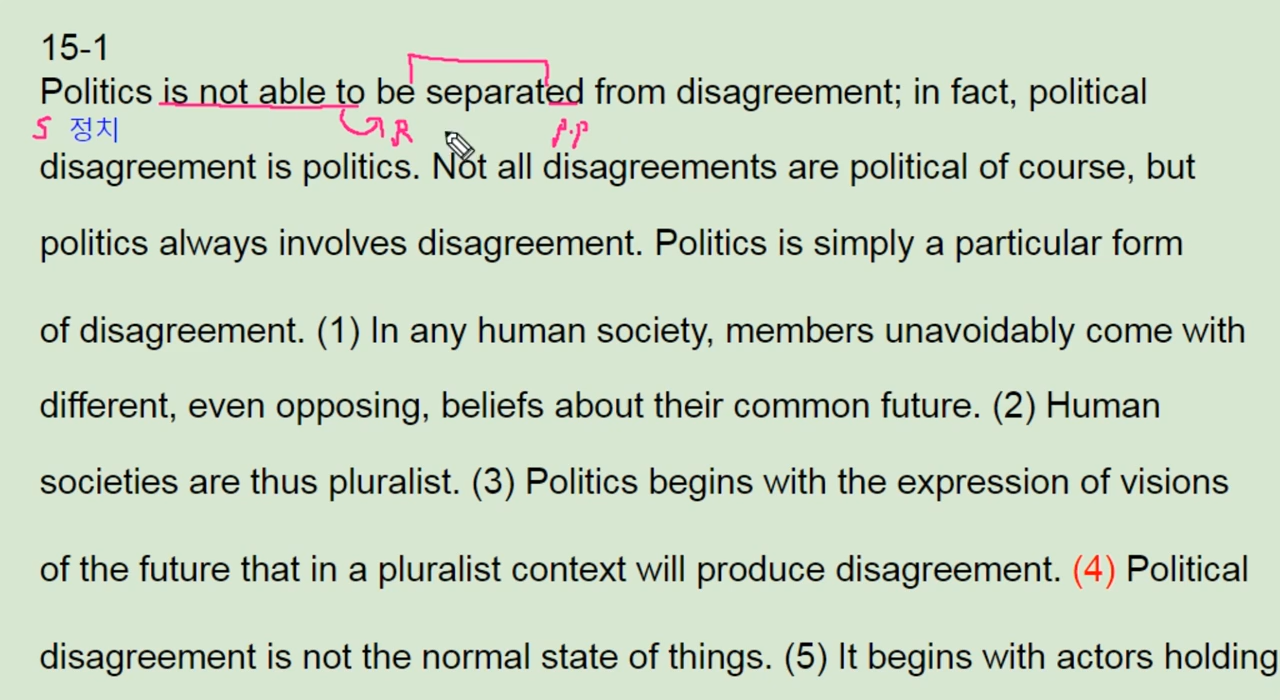 15-1
Politics is not able to be separated from disagreement; in fact, political
S 정치 R p.p
disagreement is politics. Not all disagreements are political of course, but
politics always involves disagreement. Politics is simply a particular form
of disagreement. (1) In any human society, members unavoidably come with
different, even opposing, beliefs about their common future. (2) Human
societies are thus pluralist. (3) Politics begins with the expression of visions
of the future that in a pluralist context will produce disagreement. (4) Political
disagreement is not the normal state of things. (5) It begins with actors holding